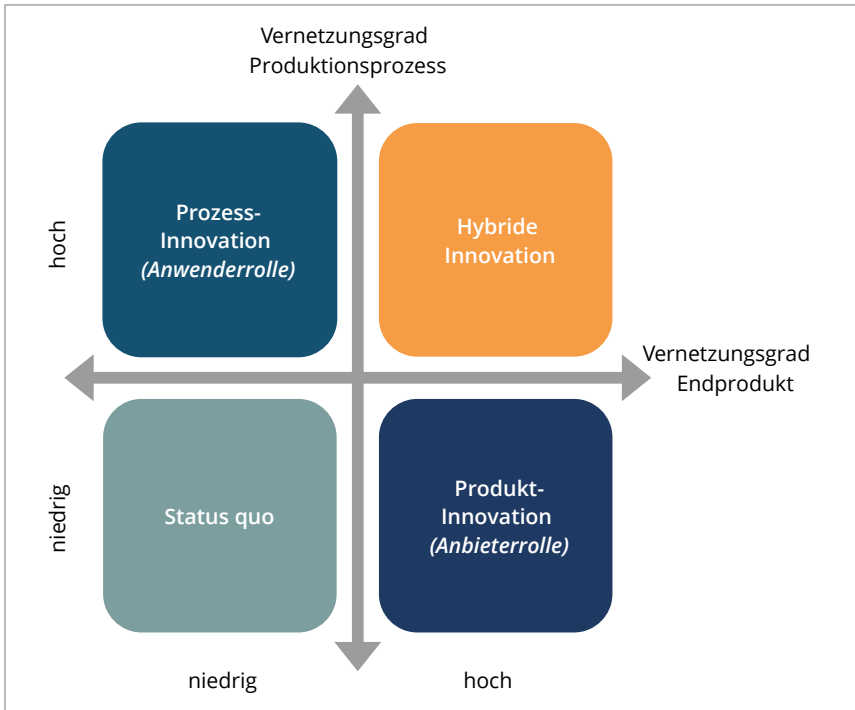 Vernetzungsgrad
Produktionsprozess
hoch
Prozess-
Innovation
(Anwenderrolle)
Hybride
Innovation
Vernetzungsgrad
Endprodukt
niedrig
Status quo
Produkt-
Innovation
(Anbieterrolle)
niedrig
hoch